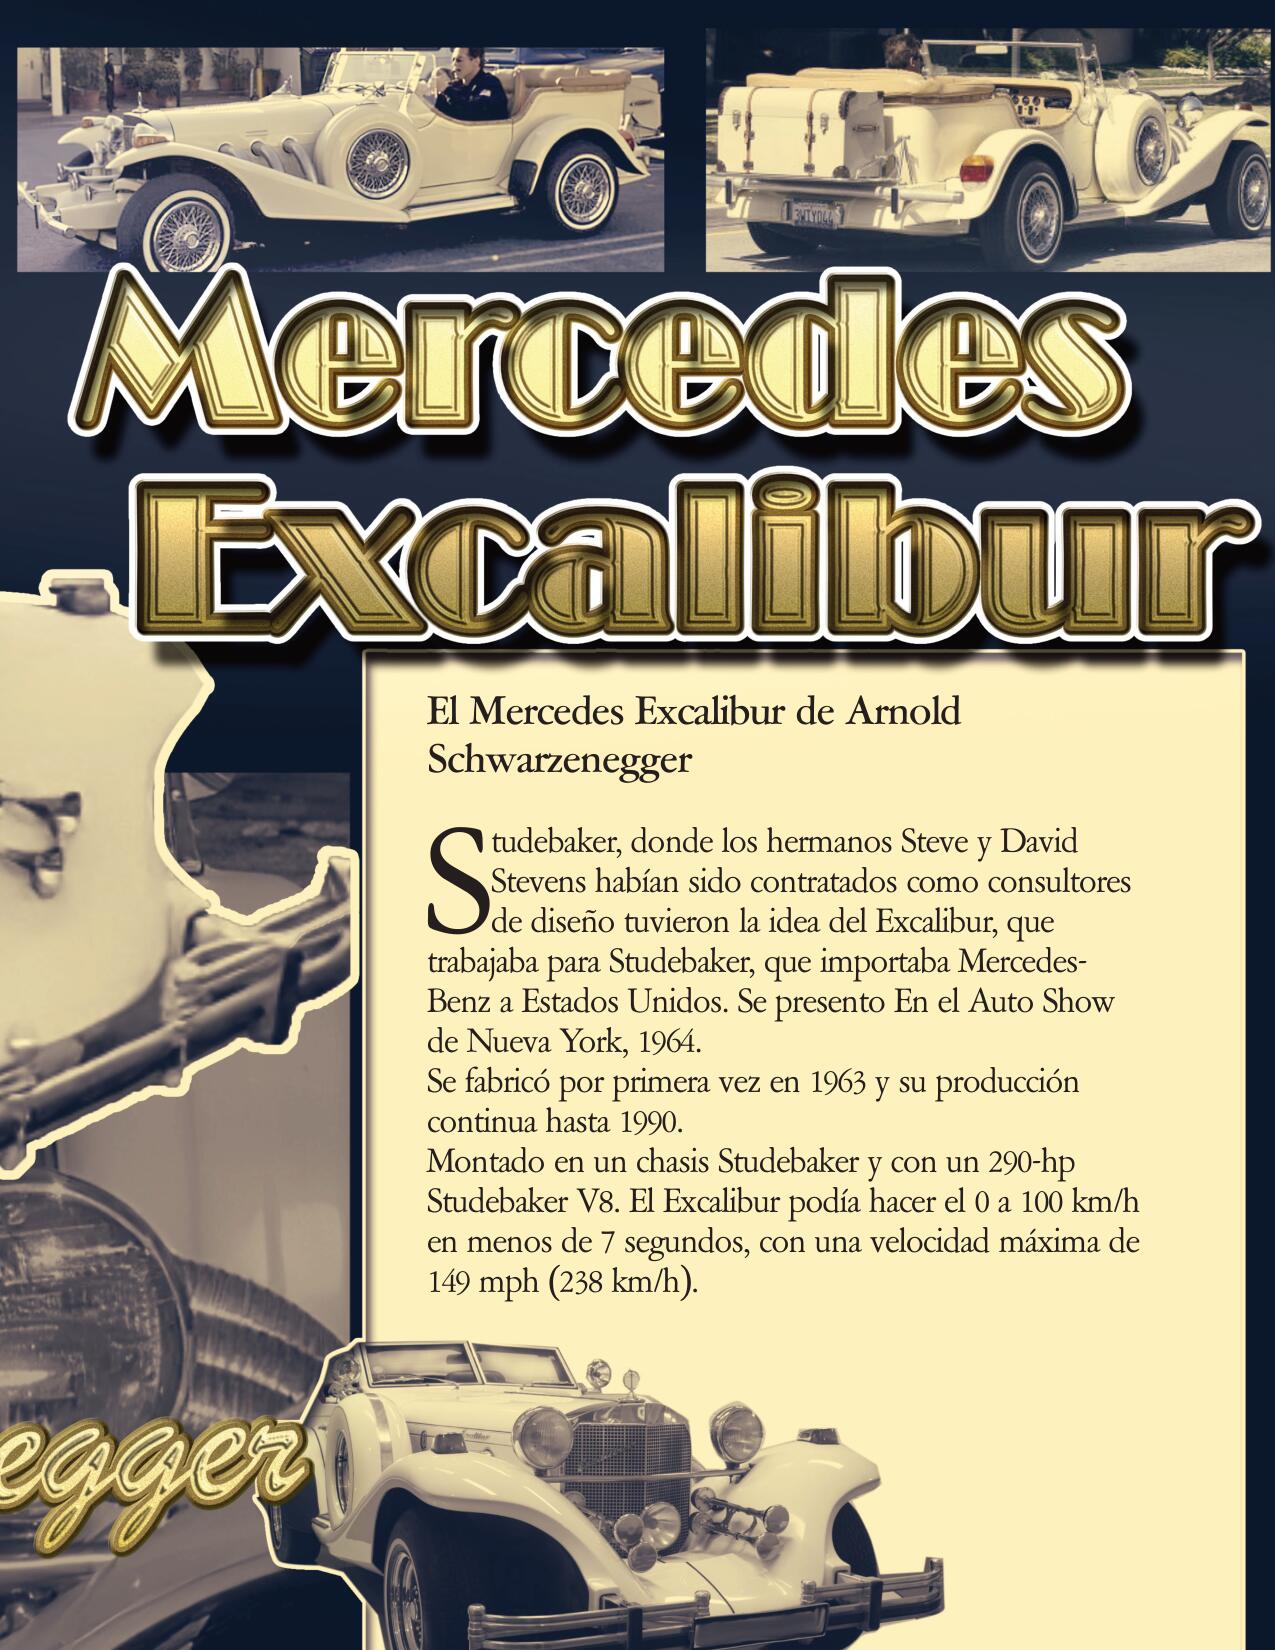 Mercedes
Excalibur
El Mercedes Excalibur de Arnold
Schwarzenegger
Studebaker, donde los hermanos Steve y David
Stevens habían sido contratados como consultores
de diseño tuvieron la idea del Excalibur, que
trabajaba para Studebaker, que importaba Mercedes-
Benz a Estados Unidos. Se presento En el Auto Show
de Nueva York, 1964.
Se fabricó por primera vez en 1963 y su producción
continua hasta 1990.
Montado en un chasis Studebaker y con un 290-hp
Studebaker V8. El Excalibur podía hacer el 0 a 100 km/h
en menos de 7 segundos, con una velocidad máxima de
149 mph (238 km/h).
egger